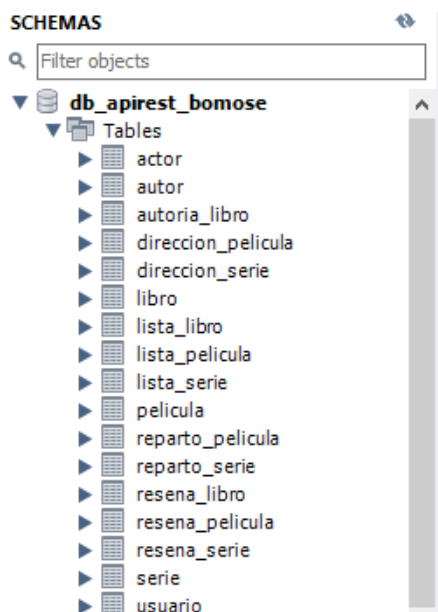 SCHEMAS
Filter objects
db_apirest_bomose
Tables
actor
autor
autoria_libro
direccion_pelicula
direccion_serie
libro
lista_libro
lista_pelicula
lista_serie
pelicula
reparto_pelicula
reparto_serie
resena_libro
resena_pelicula
resena_serie
serie
usuario